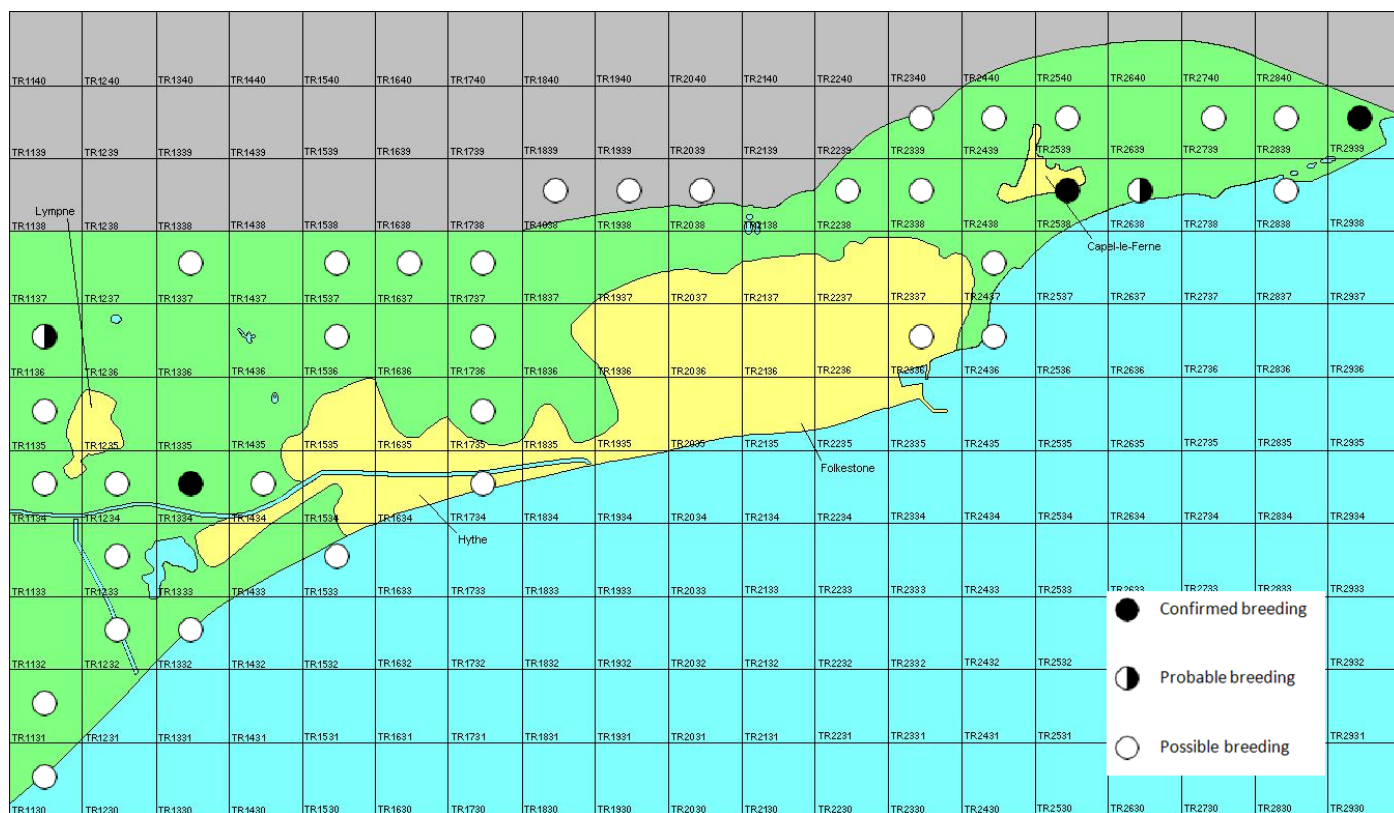 TR1140 TR1240 TR1340 TR1440 TR1540 TR1640 TR1740 TR1840 TR1940 TR2040 TR2140 TR2240 TR2340 TR2440 TR2540 TR2640 TR2740 TR2840
TR1139 TR1239 TR1339 TR1439 TR1539 TR1639 TR1739 TR1839 TR1939 TR2039 TR2139 TR2239 TR2339 TR2439 TR2539 TR2639 TR2739 TR2839 TR2939
Lympne
TR1138 TR1238 TR1338 TR1438 TR1538 TR1638 TR1738 TR1838 TR1938 TR2038 TR2138 TR2238 TR2338 TR2438 TR2538 TR2638 TR2738 TR2838 TR2938
Capel-le-Ferne
TR1137 TR1237 TR1337 TR1437 TR1537 TR1637 TR1737 TR1837 TR1937 TR2037 TR2137 TR2237 TR2337 TR2437 TR2537 TR2637 TR2737 TR2837 TR2937
TR1136 TR1236 TR1336 TR1436 TR1536 TR1636 TR1736 TR1836 TR1936 TR2036 TR2136 TR2236 TR2336 TR2436 TR2536 TR2636 TR2736 TR2836 TR2936
TR1135 TR1235 TR1335 TR1435 TR1535 TR1635 TR1735 TR1835 TR1935 TR2035 TR2135 TR2235 TR2335 TR2435 TR2535 TR2635 TR2735 TR2835 TR2935
Folkestone
TR1134 TR1234 TR1334 TR1434 TR1534 TR1634 TR1734 TR1834 TR1934 TR2034 TR2134 TR2234 TR2334 TR2434 TR2534 TR2634 TR2734 TR2834 TR2934
Hythe
TR1133 TR1233 TR1333 TR1433 TR1533 TR1633 TR1733 TR1833 TR1933 TR2033 TR2133 TR2233 TR2333 TR2433 TR2533 TR2633 TR2733 TR2833 TR2933
Confirmed breeding
TR1132 TR1232 TR1332 TR1432 TR1532 TR1632 TR1732 TR1832 TR1932 TR2032 TR2132 TR2232 TR2332 TR2432 TR2532 TR2932
Probable breeding
TR1131 TR1231 TR1331 TR1431 TR1531 TR1631 TR1731 TR1831 TR1931 TR2031 TR2131 TR2231 TR2331 TR2431 TR2531 TR2931
Possible breeding
TR1130 TR1230 TR1330 TR1430 TR1530 TR1630 TR1730 TR1830 TR1930 TR2030 TR2130 TR2230 TR2330 TR2430 TR2530 TR2630 TR2730 TR2830 TR2930